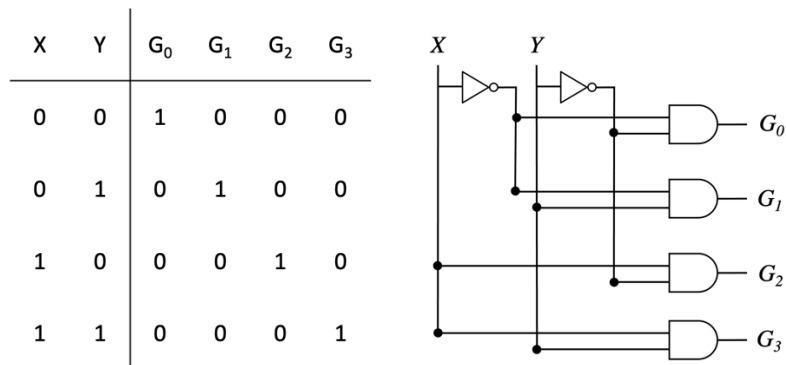 X Y G₀ G₁ G₂ G₃
0 0 1 0 0 0
0 1 0 1 0 0
1 0 0 0 1 0
1 1 0 0 0 1
X Y
G₀
G₁
G₂
G₃